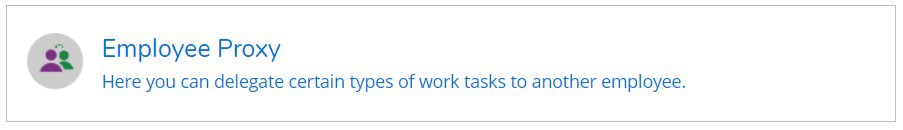 Employee Proxy
Here you can delegate certain types of work tasks to another employee.